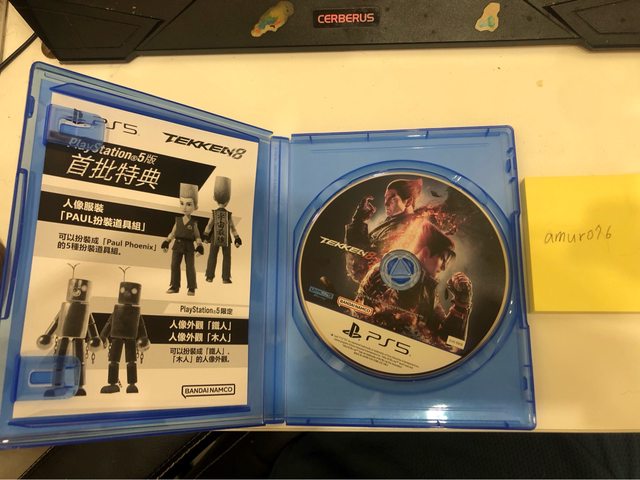 CERBERUS
PS5
TEKKEN8
PlayStation®5版
首批特典
人像服裝
「PAUL扮裝道具組」
可以扮裝成「Paul Phoenix」
的5種扮裝道具組。
PlayStation®5限定
人像外觀「鐵人」
人像外觀「木人」
可以扮裝成「鐵人」、
「木人」的人像外觀。
BANDAI NAMCO
TEKKEN8
BANDAI NAMCO
PS5
amur076